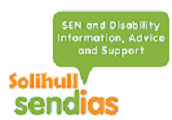 SEN and Disability
Information, Advice
and Support
Solihull
sendias